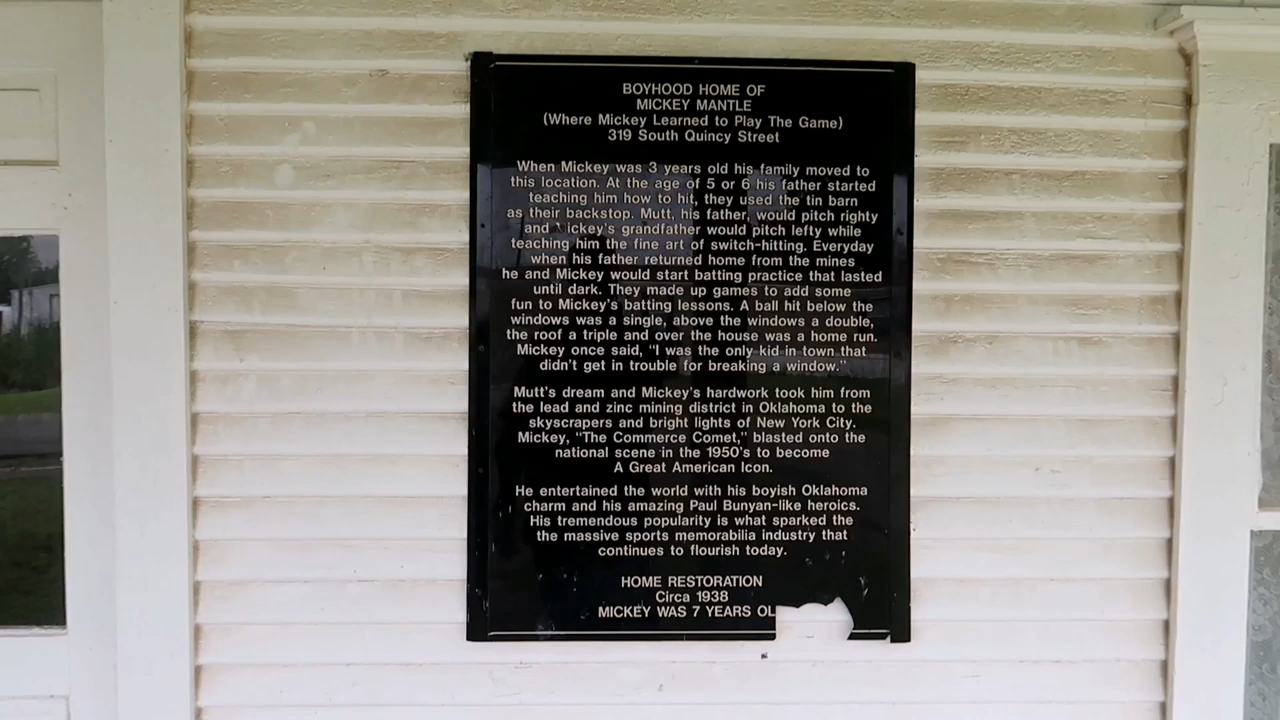 BOYHOOD HOME OF
MICKEY MANTLE
(Where Mickey Learned to Play The Game)
319 South Quincy Street
When Mickey was 3 years old his family moved to
this location. At the age of 5 or 6 his father started
teaching him how to hit, they used the tin barn
as their backstop. Mutt, his father, would pitch righty
and ickey's grandfather would pitch lefty while
teaching him the fine art of switch-hitting. Everyday
when his father returned home from the mines
he and Mickey would start batting practice that lasted
until dark. They made up games to add some
fun to Mickey's batting lessons. A ball hit below the
windows was a single, above the windows a double,
the roof a triple and over the house was a home run.
Mickey once said, "I was the only kid in town that
didn't get in trouble for breaking a window."
Mutt's dream and Mickey's hardwork took him from
the lead and zinc mining district in Oklahoma to the
skyscrapers and bright lights of New York City.
Mickey, "The Commerce Comet," blasted onto the
national scene in the 1950's to become
A Great American Icon.
He entertained the world with his boyish Oklahoma
charm and his amazing Paul Bunyan-like heroics.
His tremendous popularity is what sparked the
the massive sports memorabilia industry that
continues to flourish today.
HOME RESTORATION
Circa 1938
MICKEY WAS 7 YEARS OL